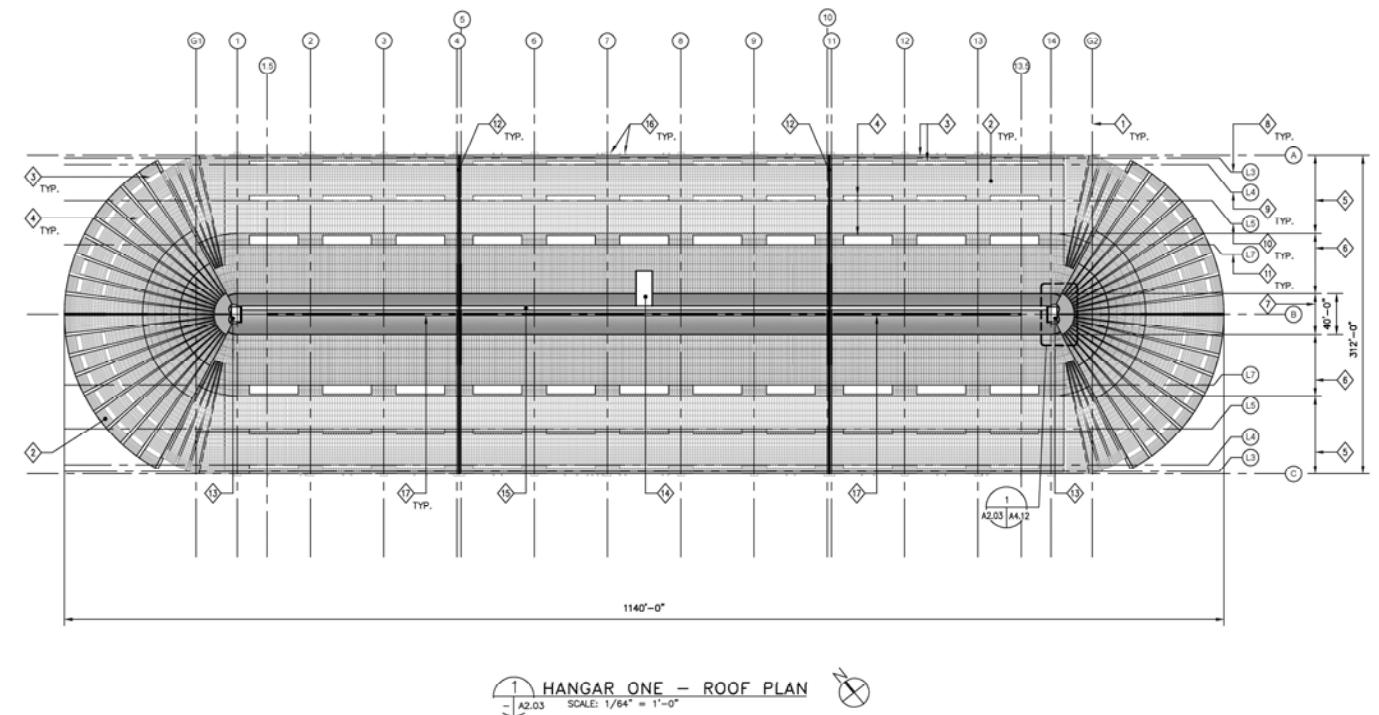 5
10
G1
1
2
3
4
6
7
8
9
11
12
13
14
G2
1.5
13.5
12
TYP.
16
TYP.
12
4
3
2
TYP.
1
TYP.
8
TYP.
A
3
TYP.
L3
L4
9
TYP.
5
4
TYP.
L5
10
TYP.
6
L7
11
TYP.
7
B
40'-0"
312'-0"
6
L7
L5
2
L4
5
L3
C
13
17
TYP.
15
14
17
1
A2.03
A4.12
13
1140'-0"
1
HANGAR ONE – ROOF PLAN
– A2.03
SCALE: 1/64" = 1'-0"
N